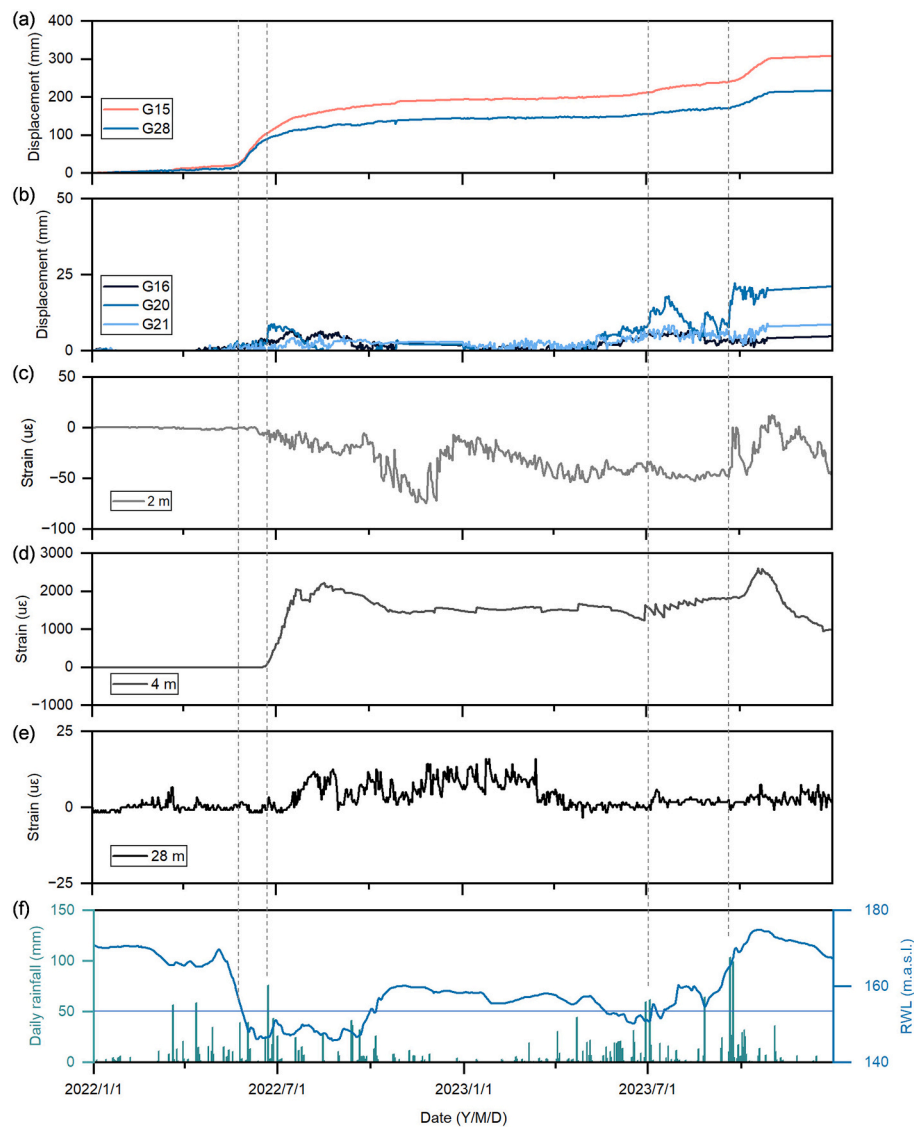 (a)
400
300
200
100
0
Displacement (mm)
G15
G28
(b)
50
25
0
Displacement (mm)
G16
G20
G21
(c)
50
0
−50
−100
Strain (uε)
2 m
(d)
3000
2000
1000
0
−1000
Strain (uε)
4 m
(e)
25
0
−25
Strain (uε)
28 m
(f)
150
100
50
0
Daily rainfall (mm)
180
160
140
RWL (m.a.s.l.)
2022/1/1 2022/7/1 2023/1/1 2023/7/1
Date (Y/M/D)